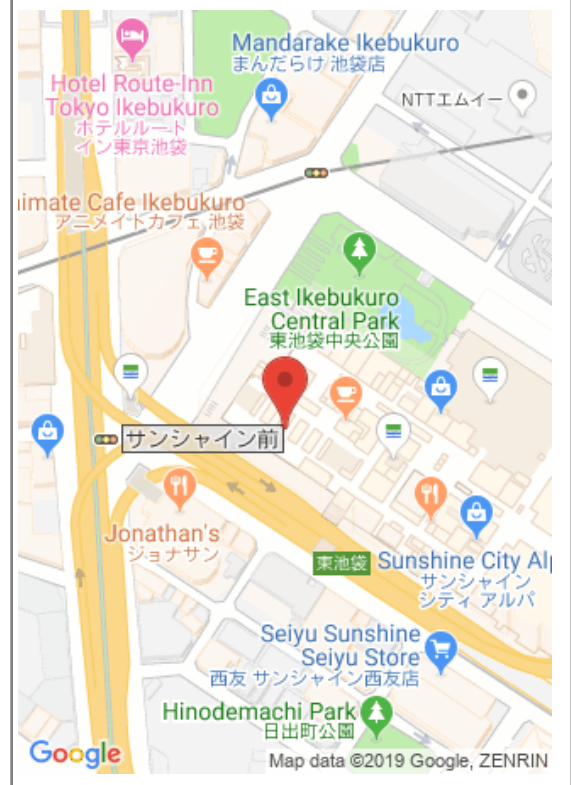 Mandarake Ikebukuro
まんだらけ 池袋店
Hotel Route-Inn
Tokyo Ikebukuro
ホテルルート
イン東京池袋
NTTエムイー
imate Cafe Ikebukuro
アニメイトカフェ 池袋
East Ikebukuro
Central Park
東池袋中央公園
サンシャイン前
Jonathan's
ジョナサン
東池袋
Sunshine City Al
サンシャイン
シティ アルパ
Seiyu Sunshine
Seiyu Store
西友 サンシャイン西友店
Hinodemachi Park
日出町公園
Google
Map data ©2019 Google, ZENRIN